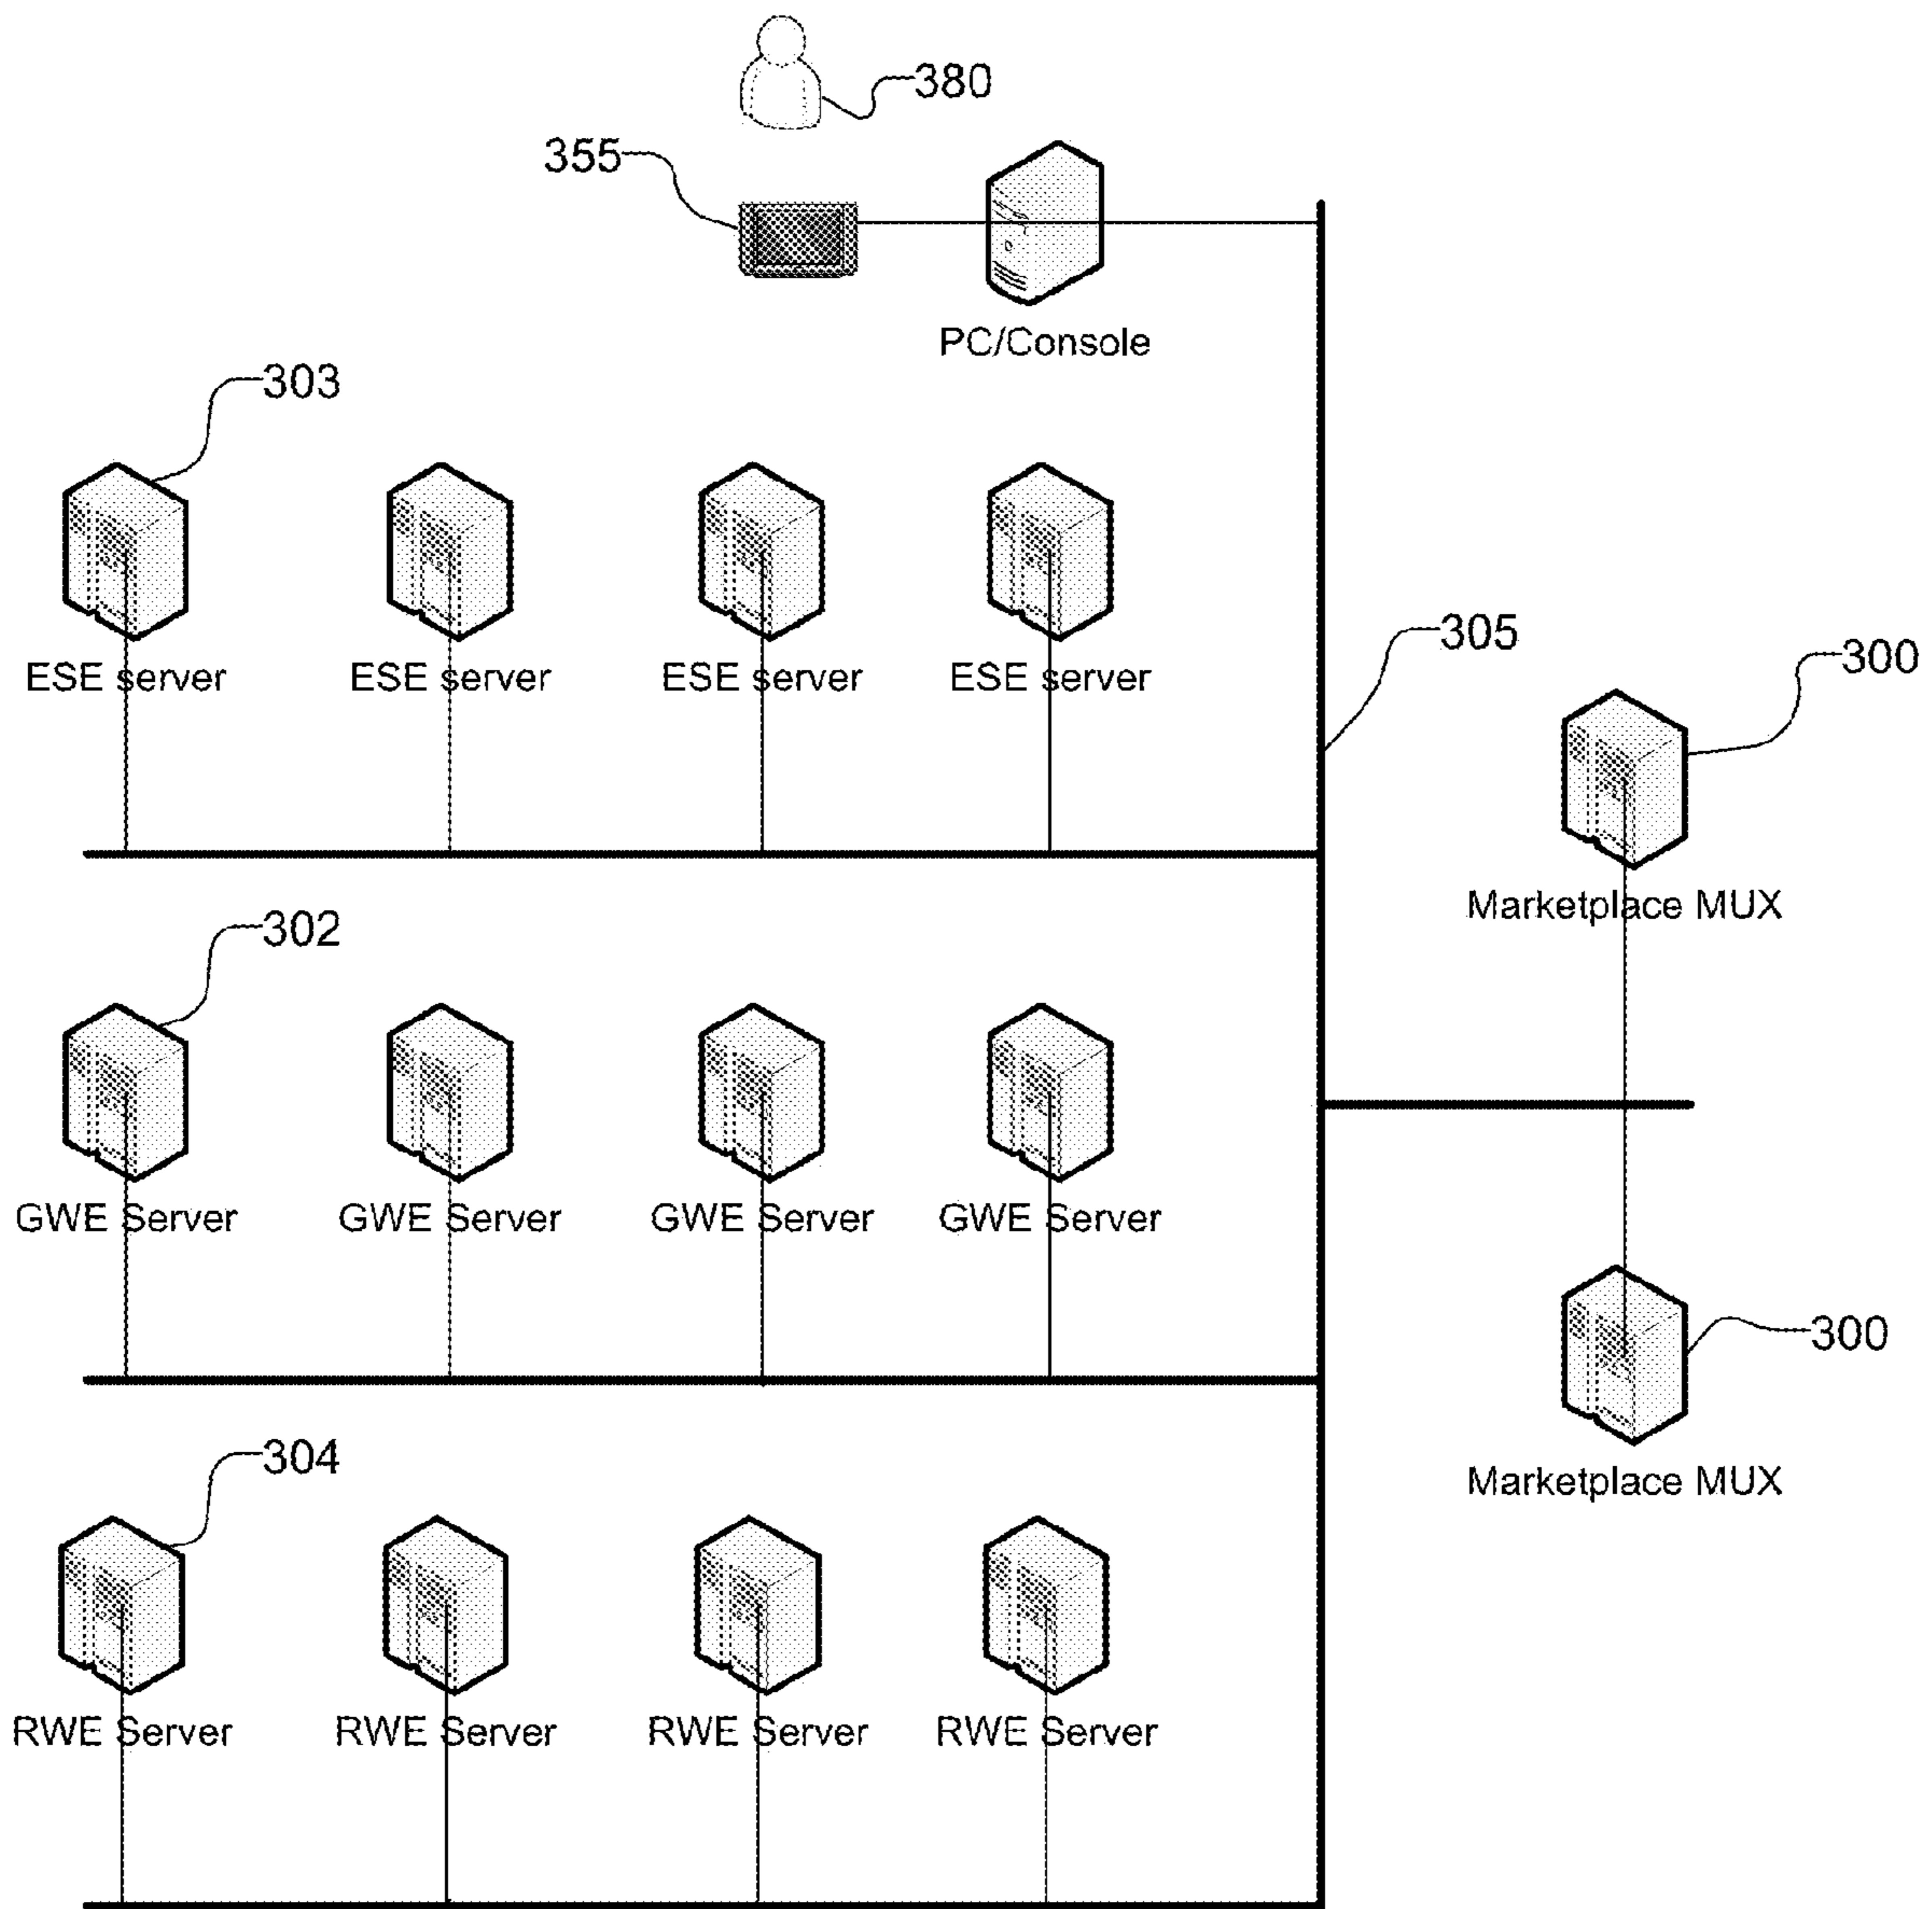 380
355
PC/Console
303
ESE server ESE server ESE server ESE server
305
300
Marketplace MUX
302
GWE Server GWE Server GWE Server GWE Server
300
Marketplace MUX
304
RWE Server RWE Server RWE Server RWE Server